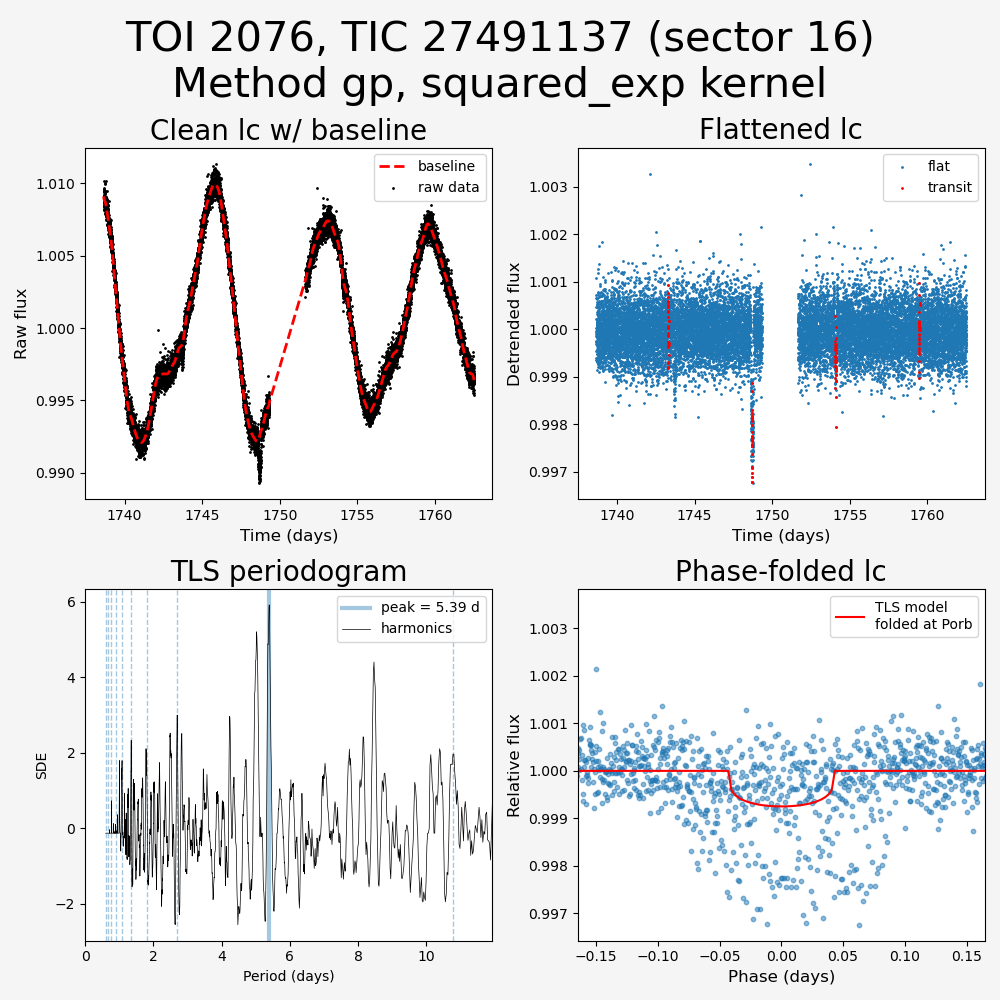 TOI 2076, TIC 27491137 (sector 16)
Method gp, squared_exp kernel
Clean lc w/ baseline
baseline
raw data
Raw flux
1.010
1.005
1.000
0.995
0.990
1740 1745 1750 1755 1760
Time (days)
Flattened lc
flat
transit
Detrended flux
1.003
1.002
1.001
1.000
0.999
0.998
0.997
1740 1745 1750 1755 1760
Time (days)
TLS periodogram
peak = 5.39 d
harmonics
SDE
6
4
2
0
−2
0 2 4 6 8 10
Period (days)
Phase-folded lc
TLS model
folded at Porb
Relative flux
1.003
1.002
1.001
1.000
0.999
0.998
0.997
−0.15 −0.10 −0.05 0.00 0.05 0.10 0.15
Phase (days)